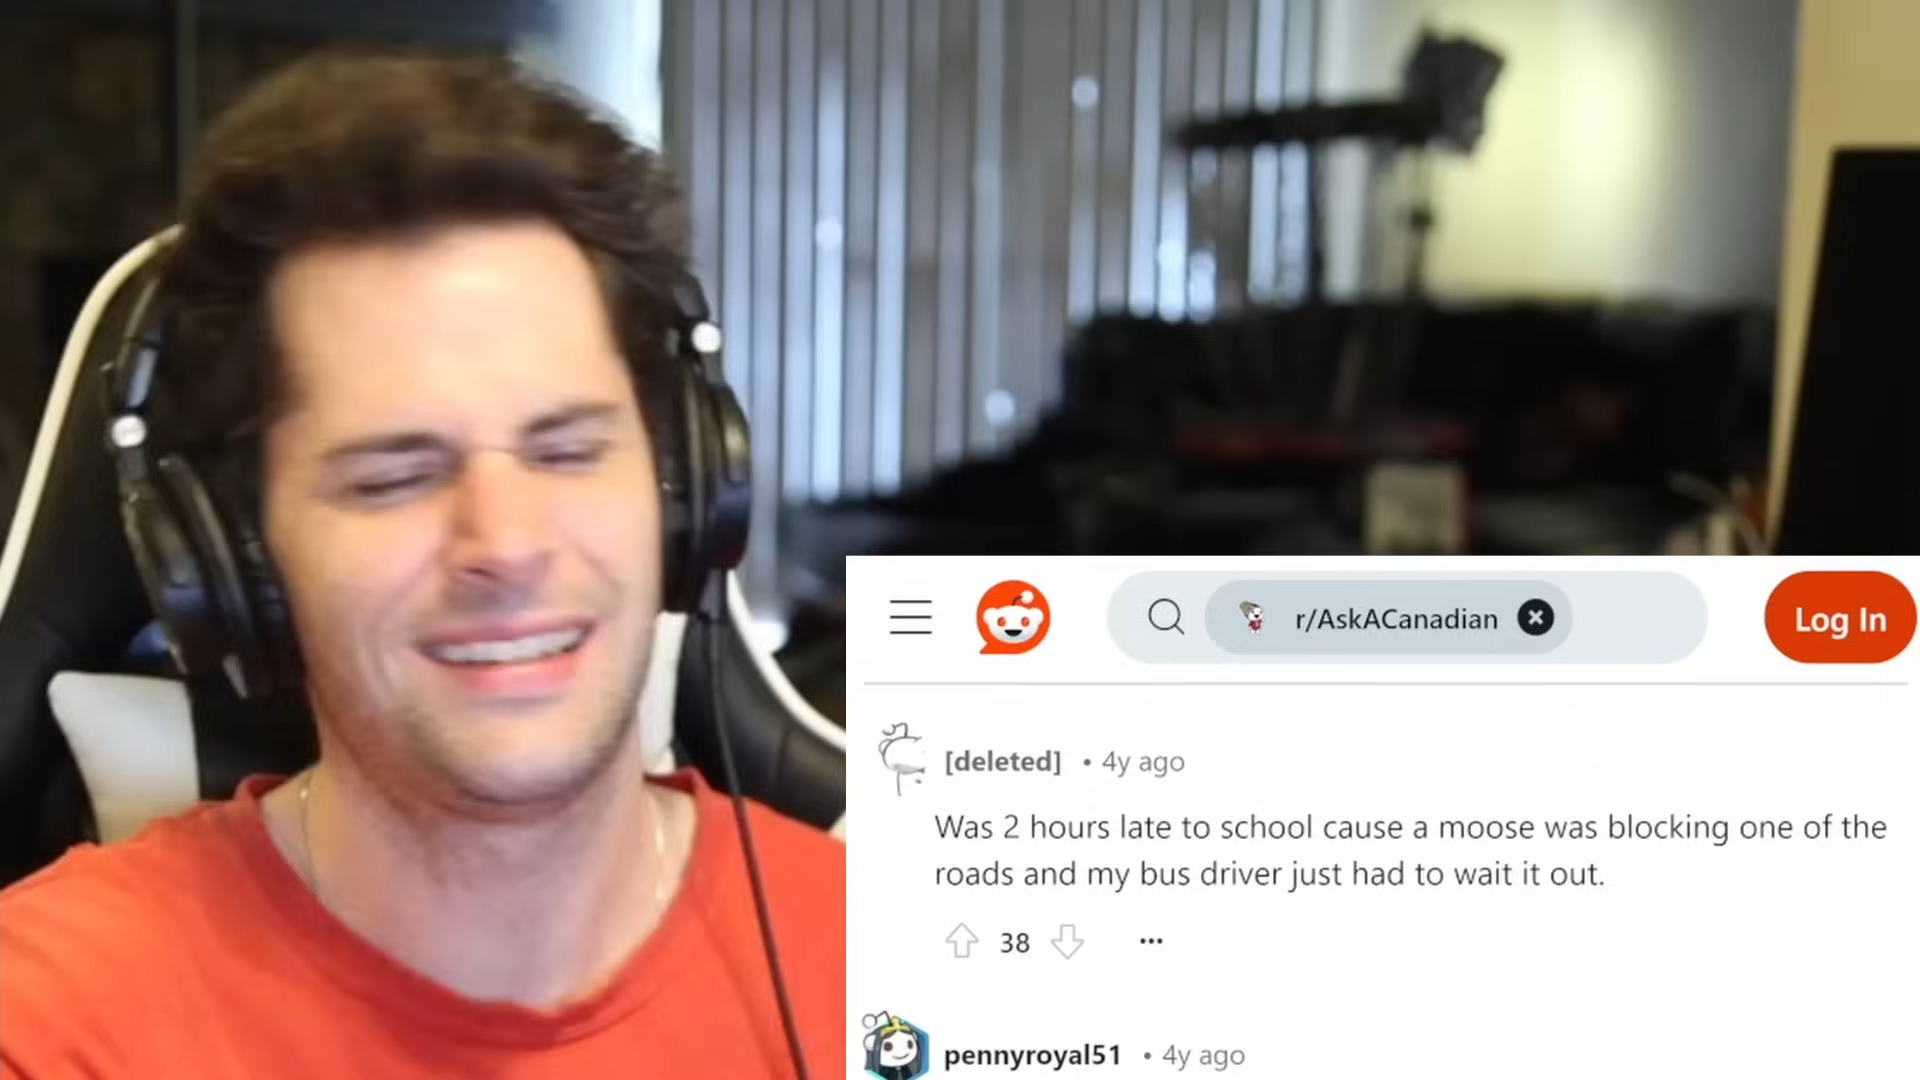 r/AskACanadian
Log In
[deleted] • 4y ago
Was 2 hours late to school cause a moose was blocking one of the
roads and my bus driver just had to wait it out.
38
pennyroyal51 • 4y ago